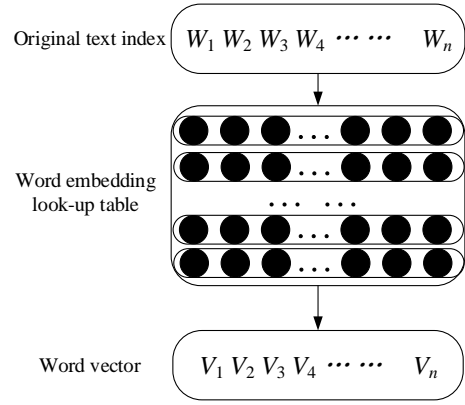 Original text index W₁ W₂ W₃ W₄ ⋯ ⋯ Wₙ
...
...
Word embedding
look-up table
... ...
...
...
Word vector V₁ V₂ V₃ V₄ ⋯ ⋯ Vₙ